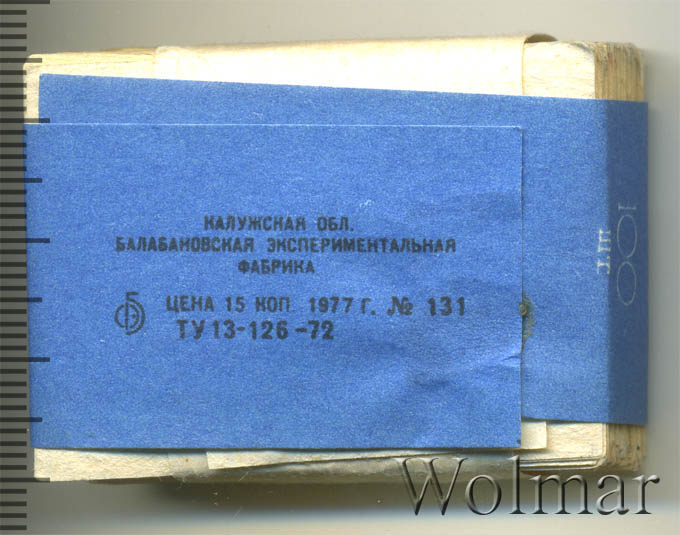 КАЛУЖСКАЯ ОБЛ.
БАЛАБАНОВСКАЯ ЭКСПЕРИМЕНТАЛЬНАЯ
ФАБРИКА
ЦЕНА 15 КОП. 1977 Г. № 131
ТУ 13-126-72
100
ШТ
Wolmar